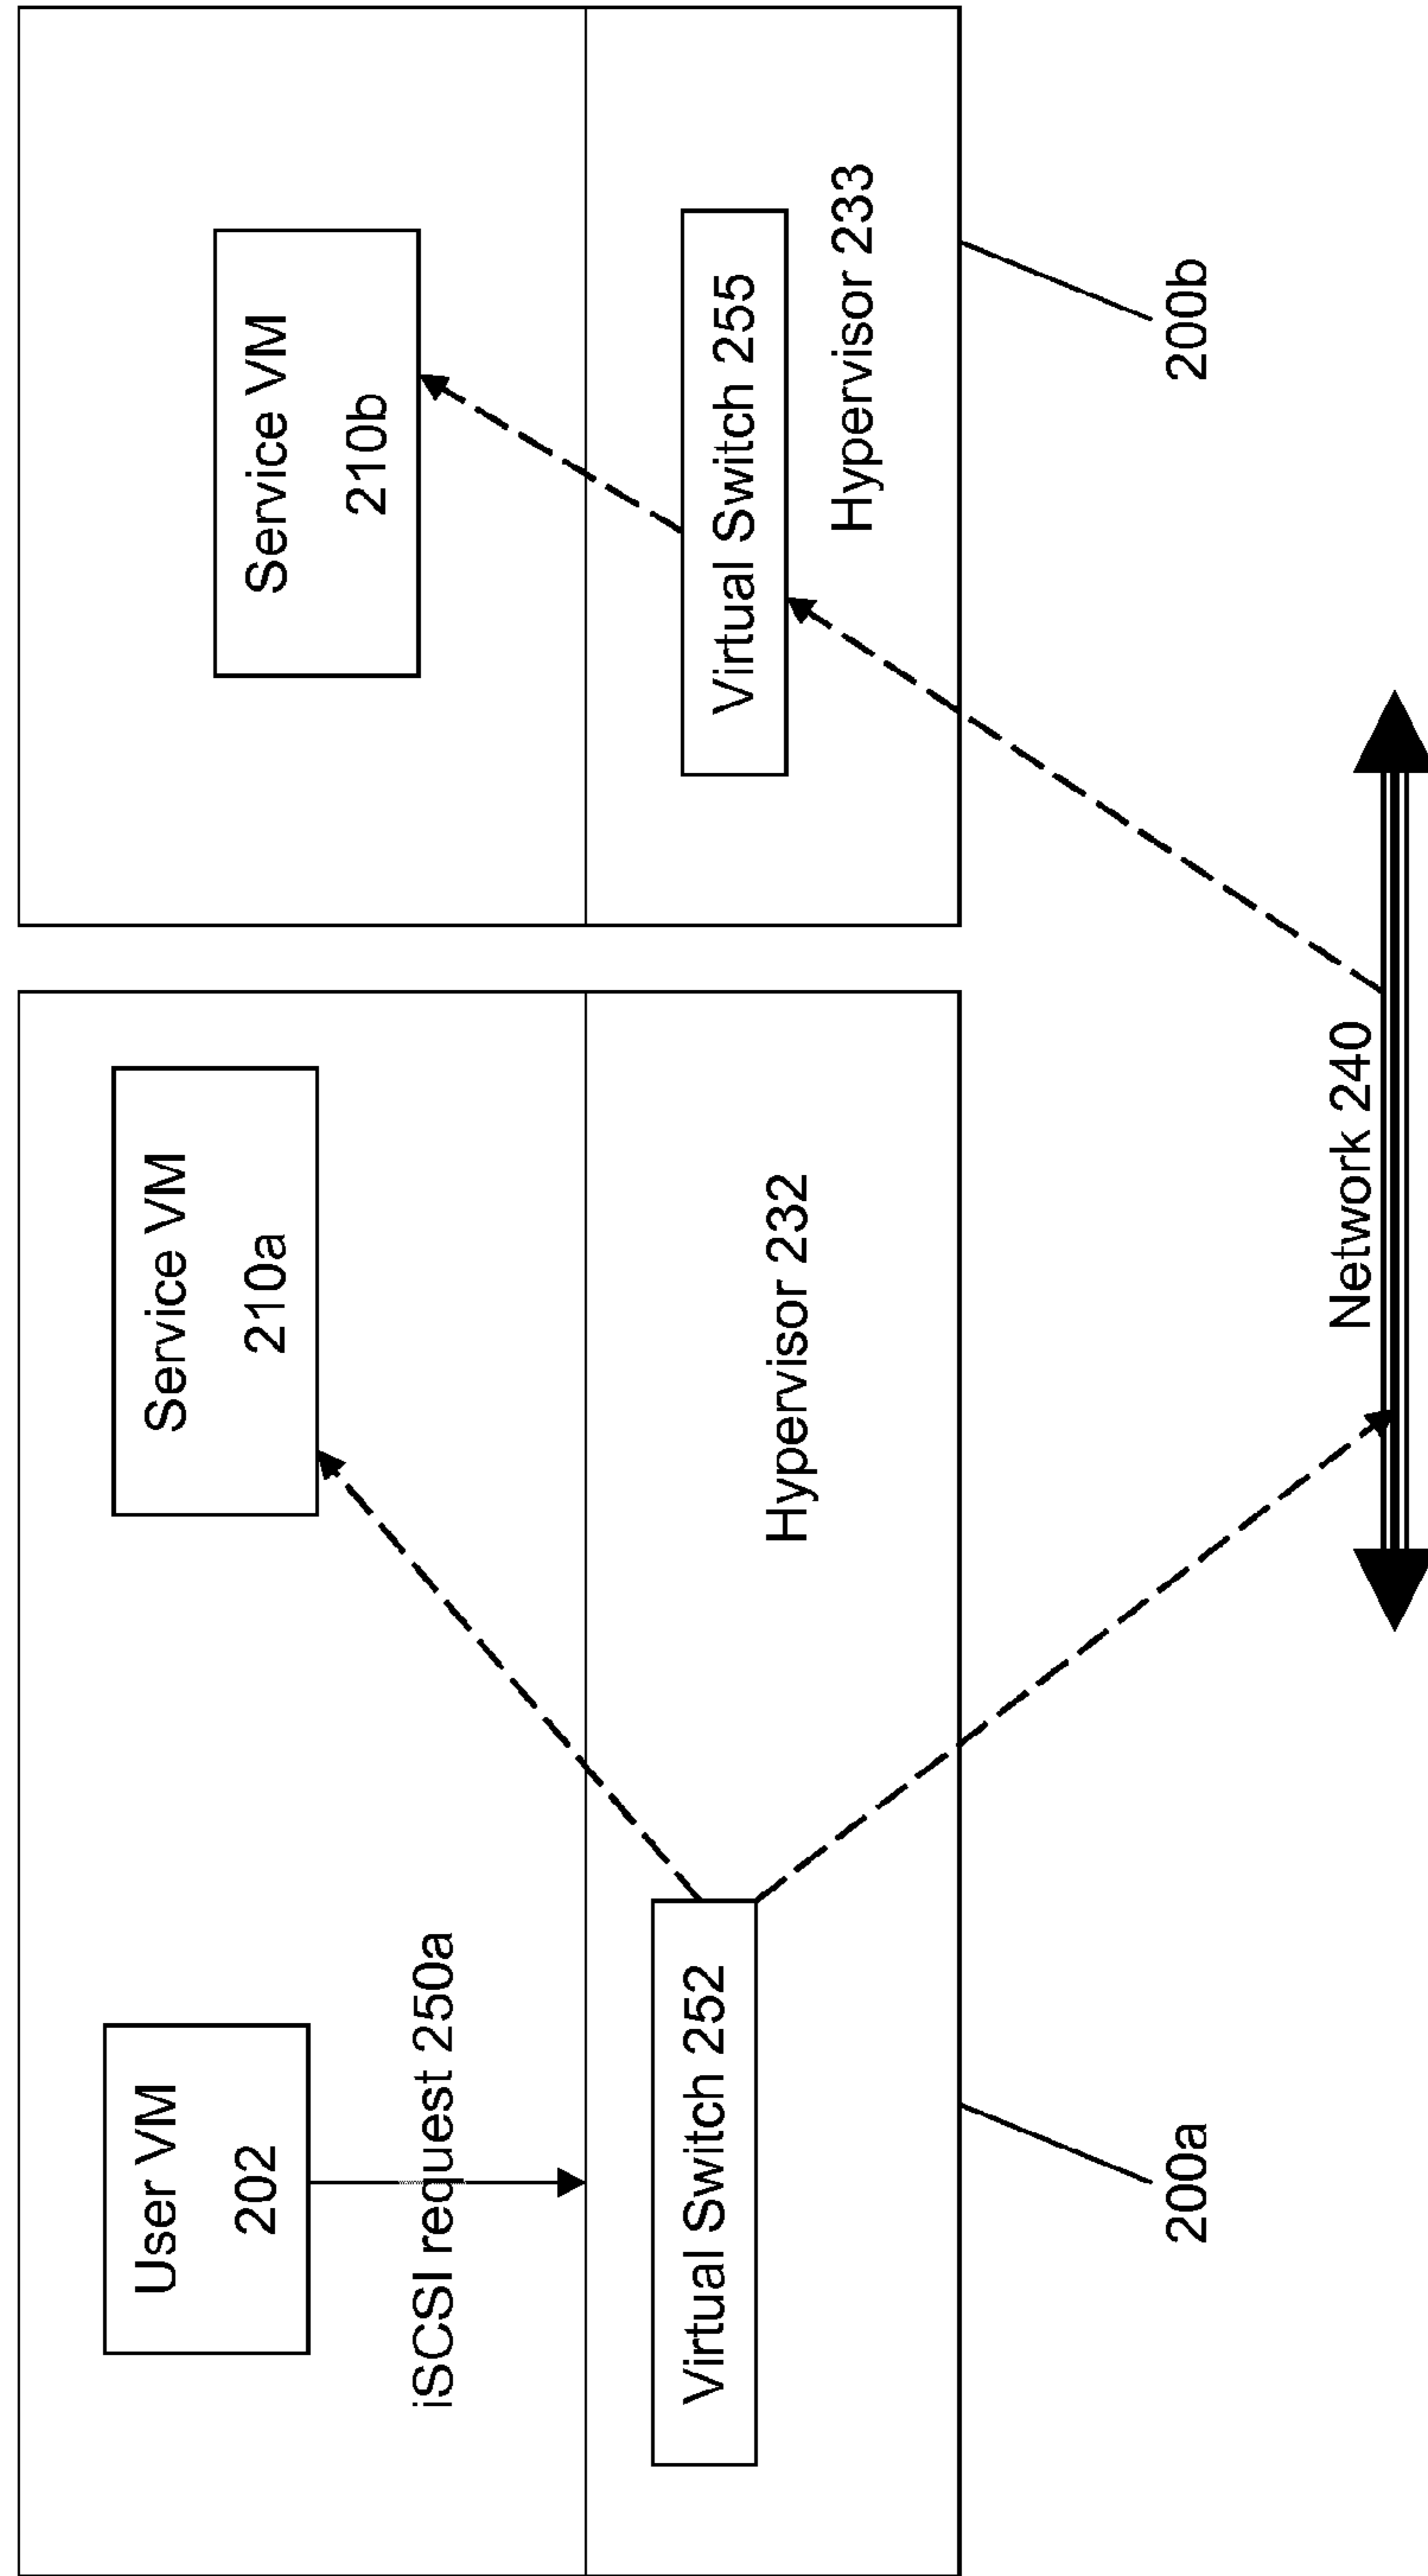 User VM
202
iSCSI request 250a
Virtual Switch 252
200a
Service VM
210a
Hypervisor 232
Network 240
Service VM
210b
Virtual Switch 255
Hypervisor 233
200b